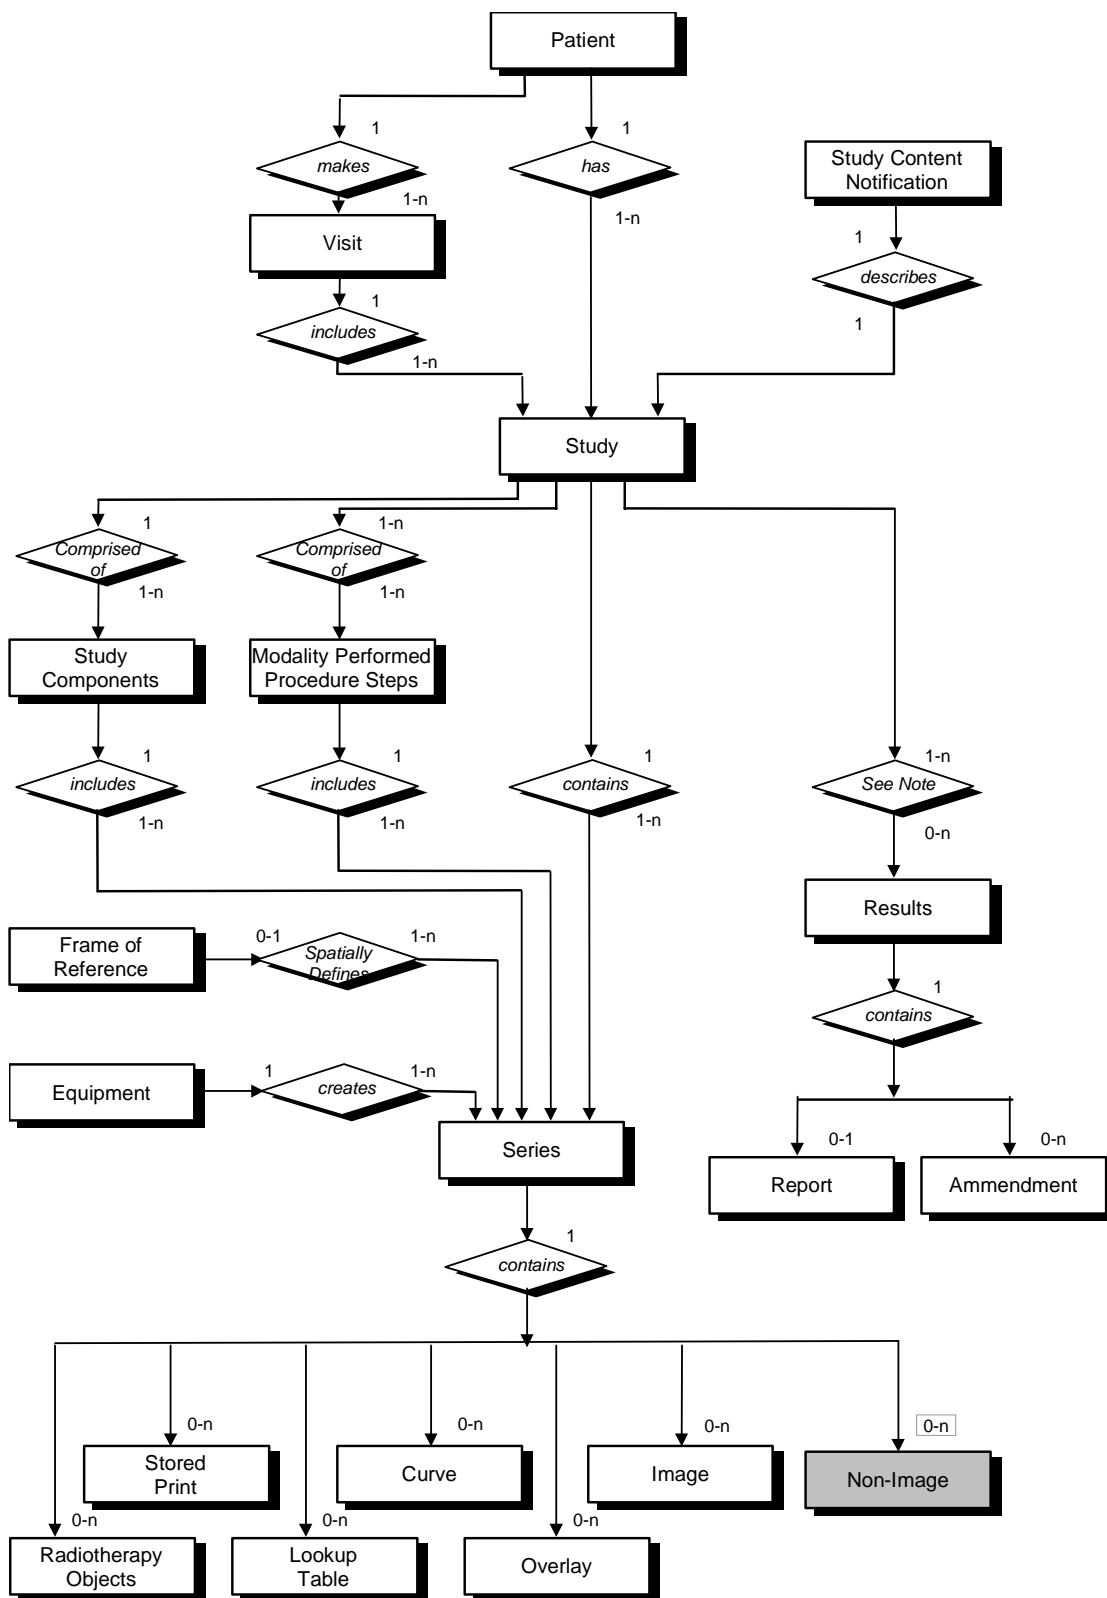 Patient
1
1
makes
has
Study Content
Notification
1-n
1-n
Visit
1
describes
1
includes
1
1-n
Study
1
1-n
Comprised
of
Comprised
of
1-n
1-n
Study
Components
Modality Performed
Procedure Steps
1
1
1
1-n
includes
includes
contains
See Note
1-n
1-n
1-n
0-n
Results
Frame of
Reference
0-1
Spatially
Defines
1-n
1
contains
Equipment
1
creates
1-n
Series
0-1
0-n
Report
Ammendment
1
contains
0-n
0-n
0-n
0-n
Stored
Print
Curve
Image
Non-Image
0-n
0-n
0-n
Radiotherapy
Objects
Lookup
Table
Overlay